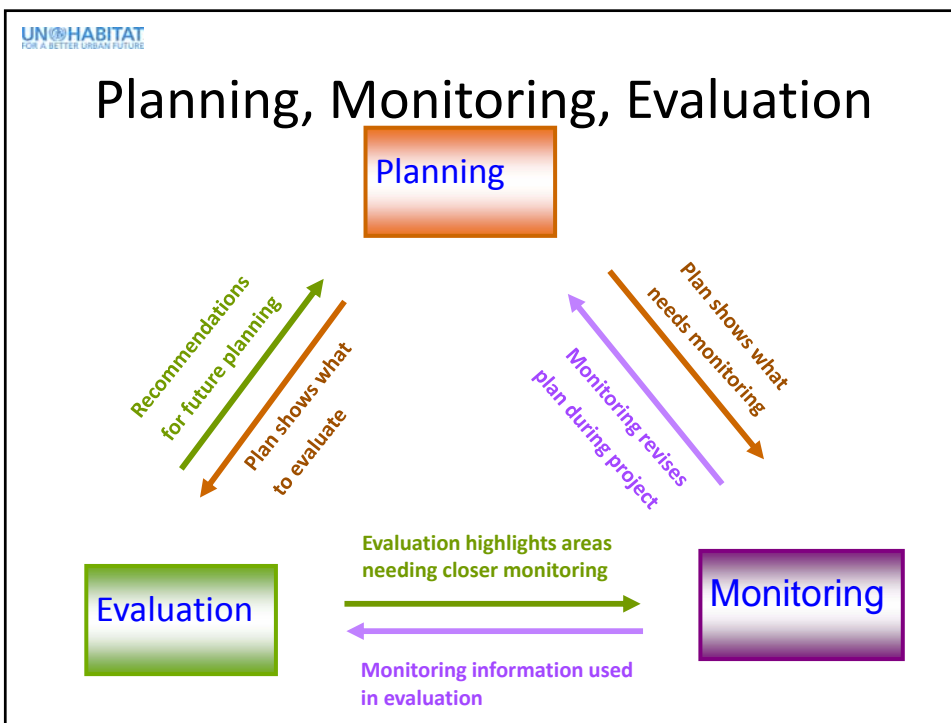 UN HABITAT
FOR A BETTER URBAN FUTURE
Planning, Monitoring, Evaluation
Planning
Recommendations
for future planning
Plan shows what
to evaluate
Plan shows what
needs monitoring
Monitoring revises
plan during project
Evaluation highlights areas
needing closer monitoring
Evaluation
Monitoring
Monitoring information used
in evaluation